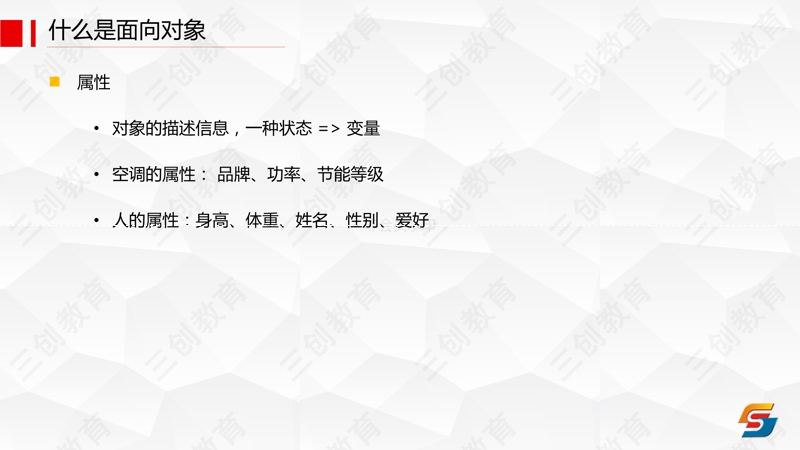 什么是面向对象
属性
• 对象的描述信息，一种状态 => 变量
• 空调的属性： 品牌、功率、节能等级
• 人的属性：身高、体重、姓名、性别、爱好
三创教育